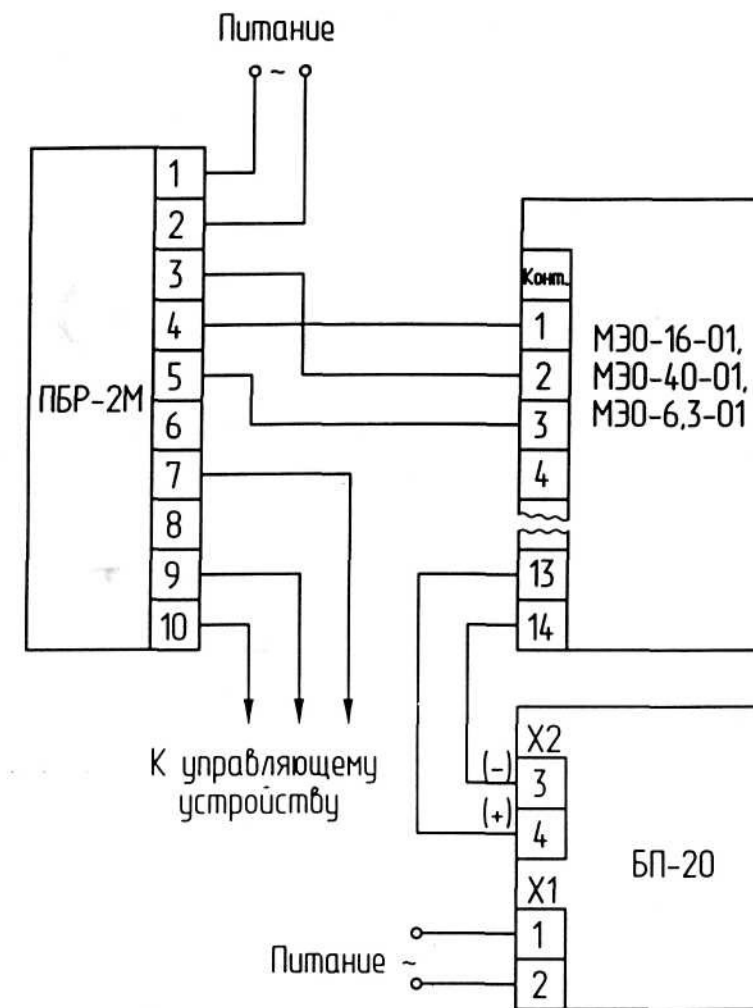 Питание
~
1
2
3
4
5
6
7
8
9
10
ПБР-2М
К управляющему
устройству
Конт.
1
2
3
4
13
14
МЭО-16-01,
МЭО-40-01,
МЭО-6,3-01
X2
(-) 3
(+) 4
X1
1
2
БП-20
Питание ~